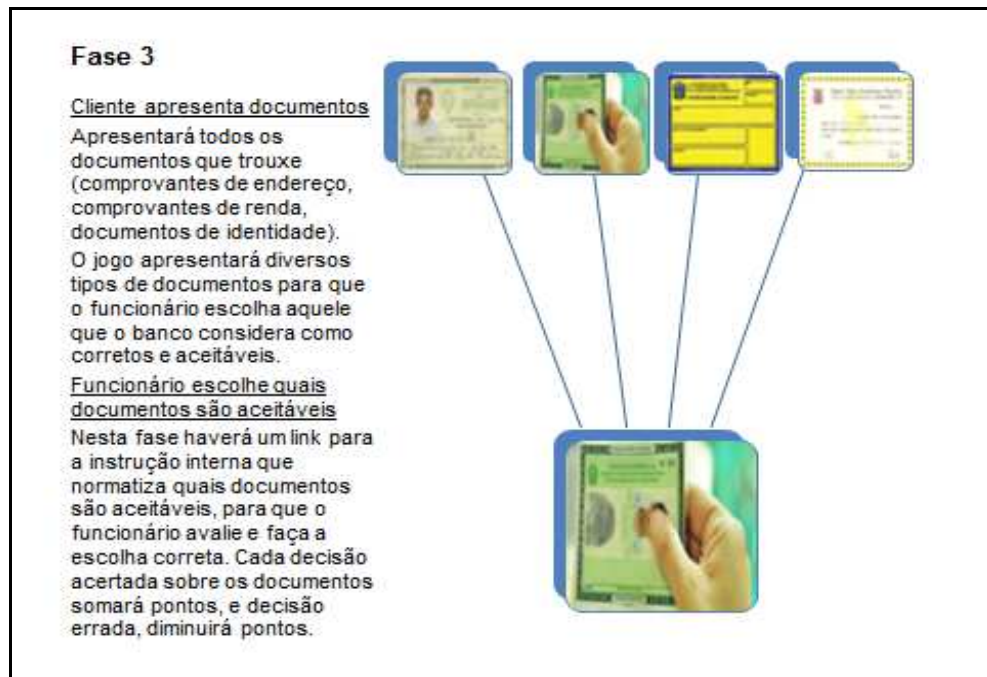 Fase 3
Cliente apresenta documentos
Apresentará todos os
documentos que trouxe
(comprovantes de endereço,
comprovantes de renda,
documentos de identidade).
O jogo apresentará diversos
tipos de documentos para que
o funcionário escolha aquele
que o banco considera como
corretos e aceitáveis.
Funcionário escolhe quais
documentos são aceitáveis
Nesta fase haverá um link para
a instrução interna que
normatiza quais documentos
são aceitáveis, para que o
funcionário avalie e faça a
escolha correta. Cada decisão
acertada sobre os documentos
somará pontos, e decisão
errada, diminuirá pontos.